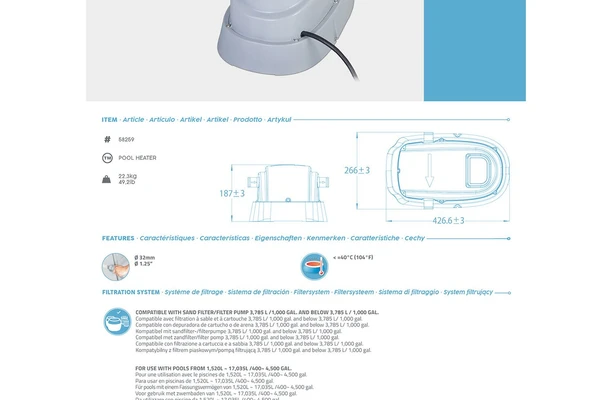 ITEM · Article · Artículo · Artikel · Artikel · Prodotto · Artykuł
# 58259
TM POOL HEATER
22.3kg
49.2lb
187±3
266±3
426.6±3
FEATURES · Caractéristiques · Características · Eigenschaften · Kenmerken · Caratteristiche · Cechy
Ø 32mm
Ø 1.25"
< +40°C (104°F)
FILTRATION SYSTEM · Système de filtrage · Sistema de filtración · Filtersystem · Filtersysteem · Sistema di filtraggio · System filtrujący
COMPATIBLE WITH SAND FILTER/FILTER PUMP 3,785 L/ 1,000 GAL. AND BELOW 3,785 L/ 1,000 GAL.
Compatible avec filtration à sable et à cartouche 3,785 L/ 1,000 gal. and below 3,785 L/ 1,000 gal.
Compatible con depuradora de cartucho o de arena 3,785 L/ 1,000 gal. and below 3,785 L/ 1,000 gal.
Kompatibel mit sandfilter-/filterpumpe 3,785 L/ 1,000 gal. and below 3,785 L/ 1,000 gal.
Compatibel met zandfilter/filter pomp 3,785 L/ 1,000 gal. and below 3,785 L/ 1,000 gal.
Compatibile con filtrazione a cartuccia e a sabbia 3,785 L/ 1,000 gal. and below 3,785 L/ 1,000 gal.
Kompatybilny z filtrem piaskowym/pompą filtrującą 3,785 L/ 1,000 gal. and below 3,785 L/ 1,000 gal.
FOR USE WITH POOLS FROM 1,520L – 17,035L /400– 4,500 GAL.
Pour une utilisation avec le piscines de 1,520L – 17,035L /400– 4,500 gal.
Para usar en piscinas de 1,520L – 17,035L /400– 4,500 gal.
Für pools mit einem Fassungsvermögen von 1,520L – 17,035L /400– 4,500 gal.
Voor gebruik met zwembaden van 1,520L – 17,035L /400– 4,500 gal.